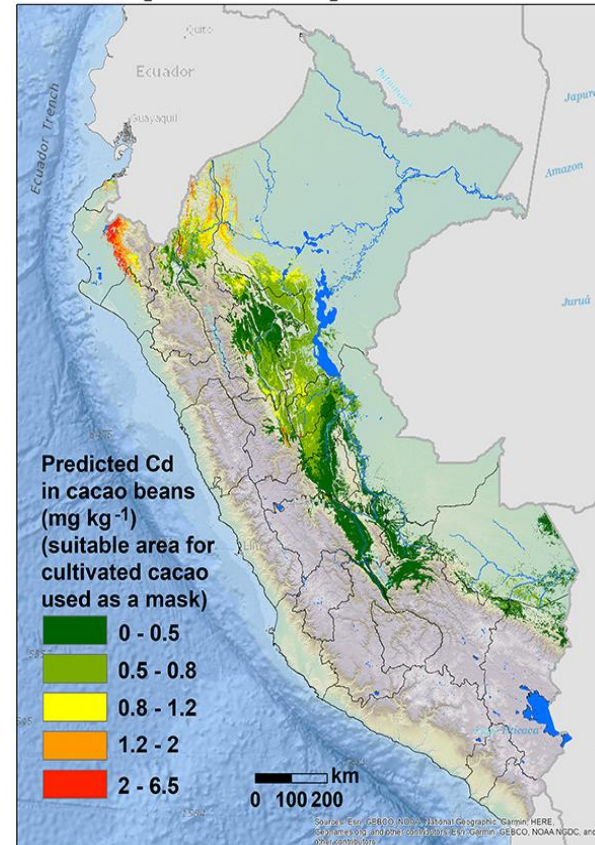 Quito
Ecuador
Guayaquil
Ecuador Trench
Putumayo
Japurá
Amazon
Juruá
Predicted Cd
in cacao beans
(mg kg -1)
(suitable area for
cultivated cacao
used as a mask)
0 - 0.5
0.5 - 0.8
0.8 - 1.2
1.2 - 2
2 - 6.5
km
0 100 200
Titicaca
Sources: Esri, GEBCO, NOAA, National Geographic, Garmin, HERE,
Geonames.org, and other contributors, Esri, Garmin, GEBCO, NOAA NGDC, and
other contributors